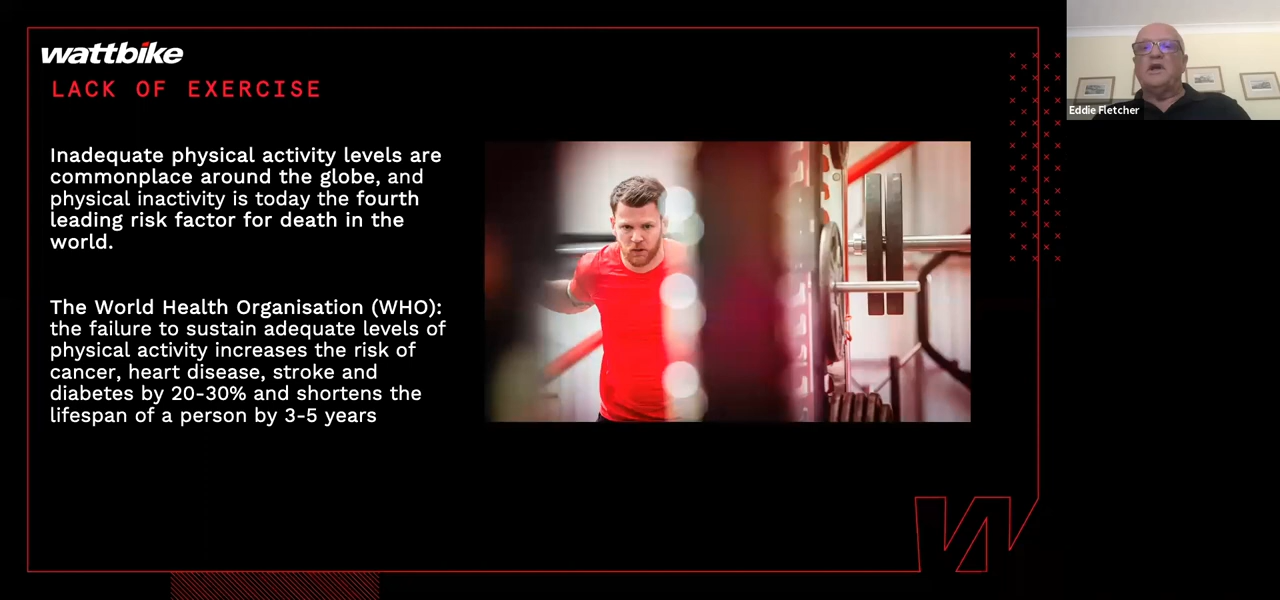 wattbike
LACK OF EXERCISE
Inadequate physical activity levels are
commonplace around the globe, and
physical inactivity is today the fourth
leading risk factor for death in the
world.
The World Health Organisation (WHO):
the failure to sustain adequate levels of
physical activity increases the risk of
cancer, heart disease, stroke and
diabetes by 20-30% and shortens the
lifespan of a person by 3-5 years
Eddie Fletcher